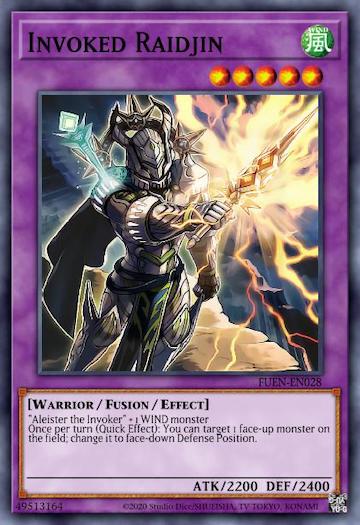 INVOKED RAIDJIN
WIND
風
FUEN-EN028
[WARRIOR / FUSION / EFFECT]
"Aleister the Invoker" + 1 WIND monster
Once per turn (Quick Effect): You can target 1 face-up monster on
the field; change it to face-down Defense Position.
ATK/2200 DEF/2400
49513164
©2020 Studio Dice/SHUEISHA, TV TOKYO, KONAMI